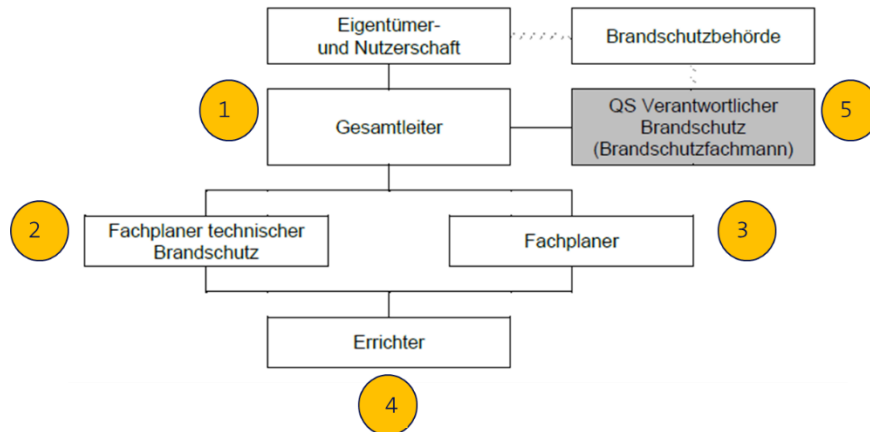 Eigentümer-
und Nutzerschaft
Brandschutzbehörde
1
Gesamtleiter
QS Verantwortlicher
Brandschutz
(Brandschutzfachmann)
5
2
Fachplaner technischer
Brandschutz
Fachplaner
3
Errichter
4